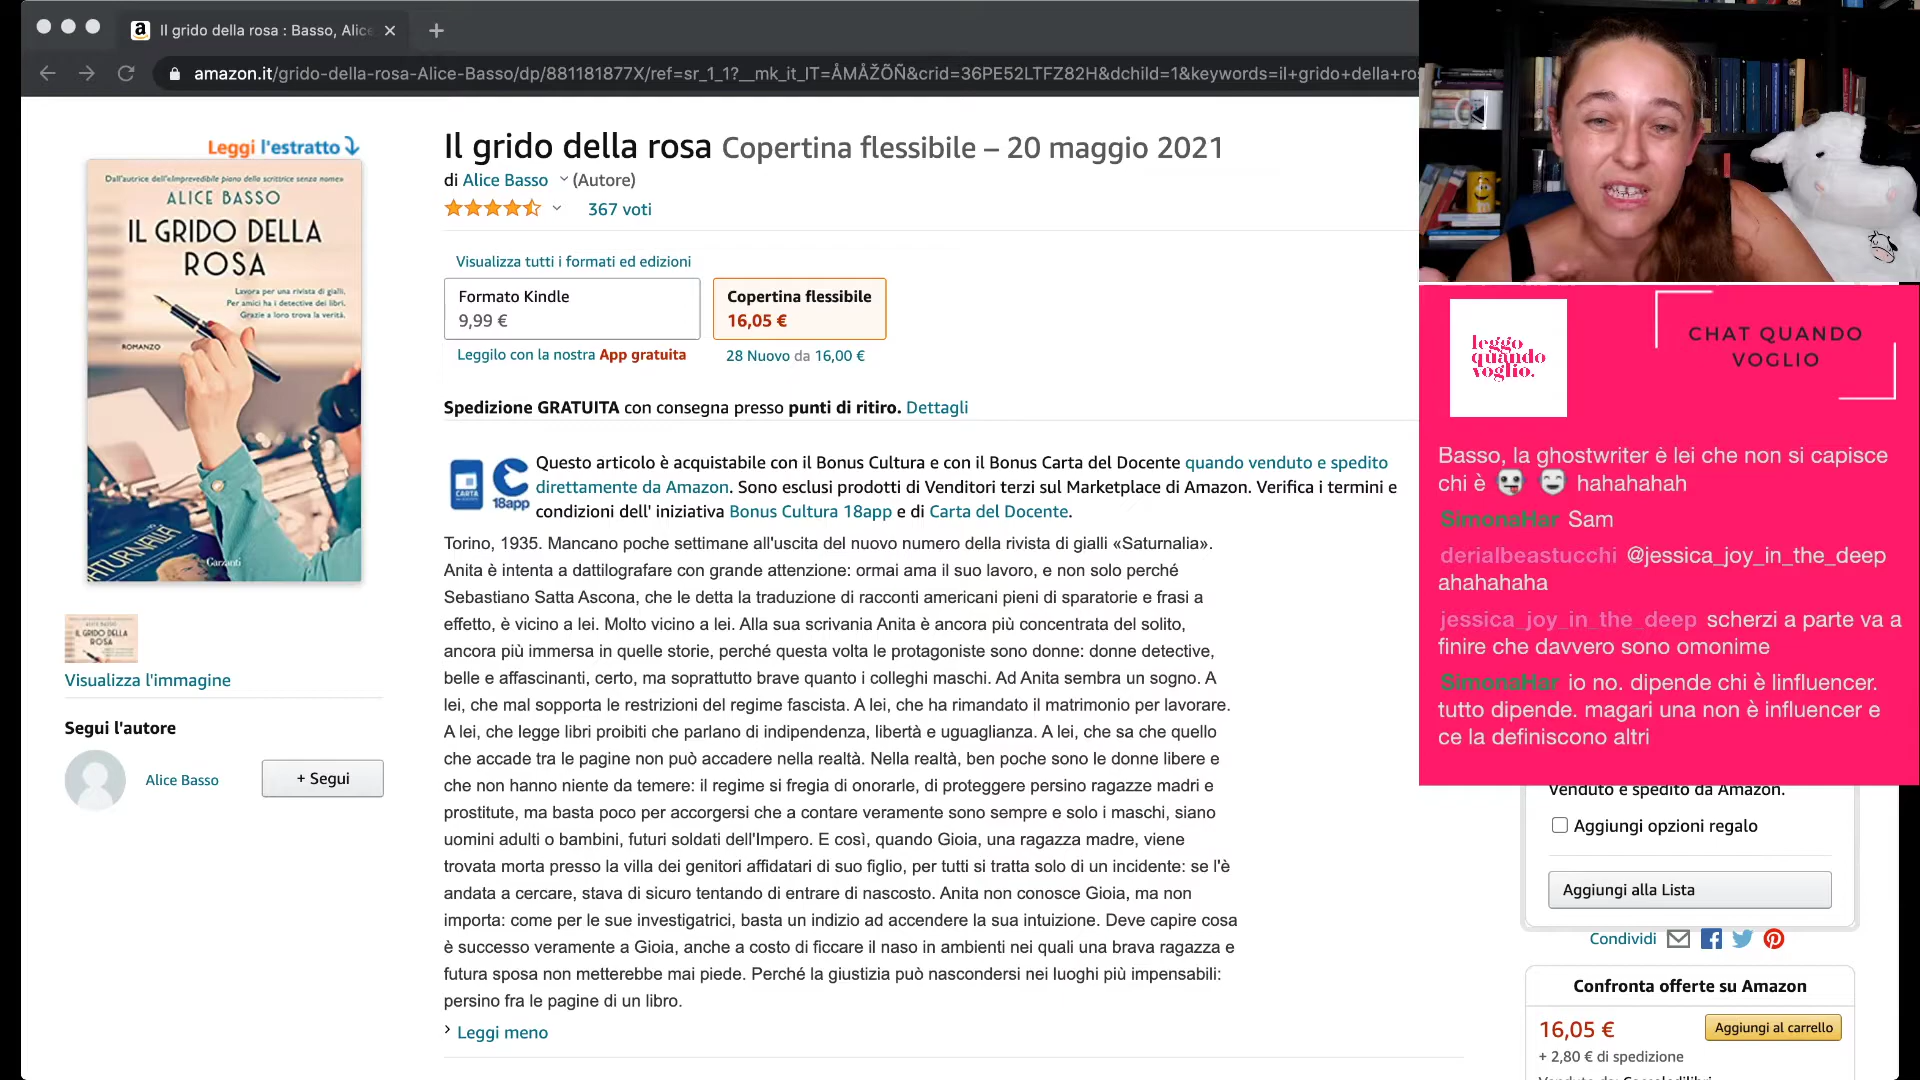 Il grido della rosa : Basso, Alice
amazon.it/grido-della-rosa-Alice-Basso/dp/881181877X/ref=sr_1_1?__mk_it_IT=ÅMÅŽÕÑ&crid=36PE52LTFZ82H&dchild=1&keywords=il+grido+della+ro
Leggi l'estratto
Dall'autrice dell'«Imprevedibile piano della scrittrice senza nome»
ALICE BASSO
IL GRIDO DELLA
ROSA
Lavora per una rivista di gialli.
Per amici ha i detective dei libri.
Grazie a loro trova la verità.
ROMANZO
Garzanti
IL GRIDO DELLA
ROSA
Visualizza l'immagine
Segui l'autore
Alice Basso
+ Segui
Il grido della rosa Copertina flessibile – 20 maggio 2021
di Alice Basso (Autore)
367 voti
Visualizza tutti i formati ed edizioni
Formato Kindle
9,99 €
Copertina flessibile
16,05 €
Leggilo con la nostra App gratuita
28 Nuovo da 16,00 €
Spedizione GRATUITA con consegna presso punti di ritiro. Dettagli
CARTA
18app
Questo articolo è acquistabile con il Bonus Cultura e con il Bonus Carta del Docente quando venduto e spedito
direttamente da Amazon. Sono esclusi prodotti di Venditori terzi sul Marketplace di Amazon. Verifica i termini e
condizioni dell' iniziativa Bonus Cultura 18app e di Carta del Docente.
Torino, 1935. Mancano poche settimane all'uscita del nuovo numero della rivista di gialli «Saturnalia».
Anita è intenta a dattilografare con grande attenzione: ormai ama il suo lavoro, e non solo perché
Sebastiano Satta Ascona, che le detta la traduzione di racconti americani pieni di sparatorie e frasi a
effetto, è vicino a lei. Molto vicino a lei. Alla sua scrivania Anita è ancora più concentrata del solito,
ancora più immersa in quelle storie, perché questa volta le protagoniste sono donne: donne detective,
belle e affascinanti, certo, ma soprattutto brave quanto i colleghi maschi. Ad Anita sembra un sogno. A
lei, che mal sopporta le restrizioni del regime fascista. A lei, che ha rimandato il matrimonio per lavorare.
A lei, che legge libri proibiti che parlano di indipendenza, libertà e uguaglianza. A lei, che sa che quello
che accade tra le pagine non può accadere nella realtà. Nella realtà, ben poche sono le donne libere e
che non hanno niente da temere: il regime si fregia di onorarle, di proteggere persino ragazze madri e
prostitute, ma basta poco per accorgersi che a contare veramente sono sempre e solo i maschi, siano
uomini adulti o bambini, futuri soldati dell'Impero. E così, quando Gioia, una ragazza madre, viene
trovata morta presso la villa dei genitori affidatari di suo figlio, per tutti si tratta solo di un incidente: se l'è
andata a cercare, stava di sicuro tentando di entrare di nascosto. Anita non conosce Gioia, ma non
importa: come per le sue investigatrici, basta un indizio ad accendere la sua intuizione. Deve capire cosa
è successo veramente a Gioia, anche a costo di ficcare il naso in ambienti nei quali una brava ragazza e
futura sposa non metterebbe mai piede. Perché la giustizia può nascondersi nei luoghi più impensabili:
persino fra le pagine di un libro.
Leggi meno
leggo
quando
voglio.
CHAT QUANDO
VOGLIO
Basso, la ghostwriter è lei che non si capisce
chi è hahahahah
SimonaHar Sam
derialbeastucchi @jessica_joy_in_the_deep
ahahahaha
jessica_joy_in_the_deep scherzi a parte va a
finire che davvero sono omonime
SimonaHar io no. dipende chi è linfluencer.
tutto dipende. magari una non è influencer e
ce la definiscono altri
venduto e spedito da Amazon.
Aggiungi opzioni regalo
Aggiungi alla Lista
Condividi
Confronta offerte su Amazon
16,05 €
Aggiungi al carrello
+ 2,80 € di spedizione